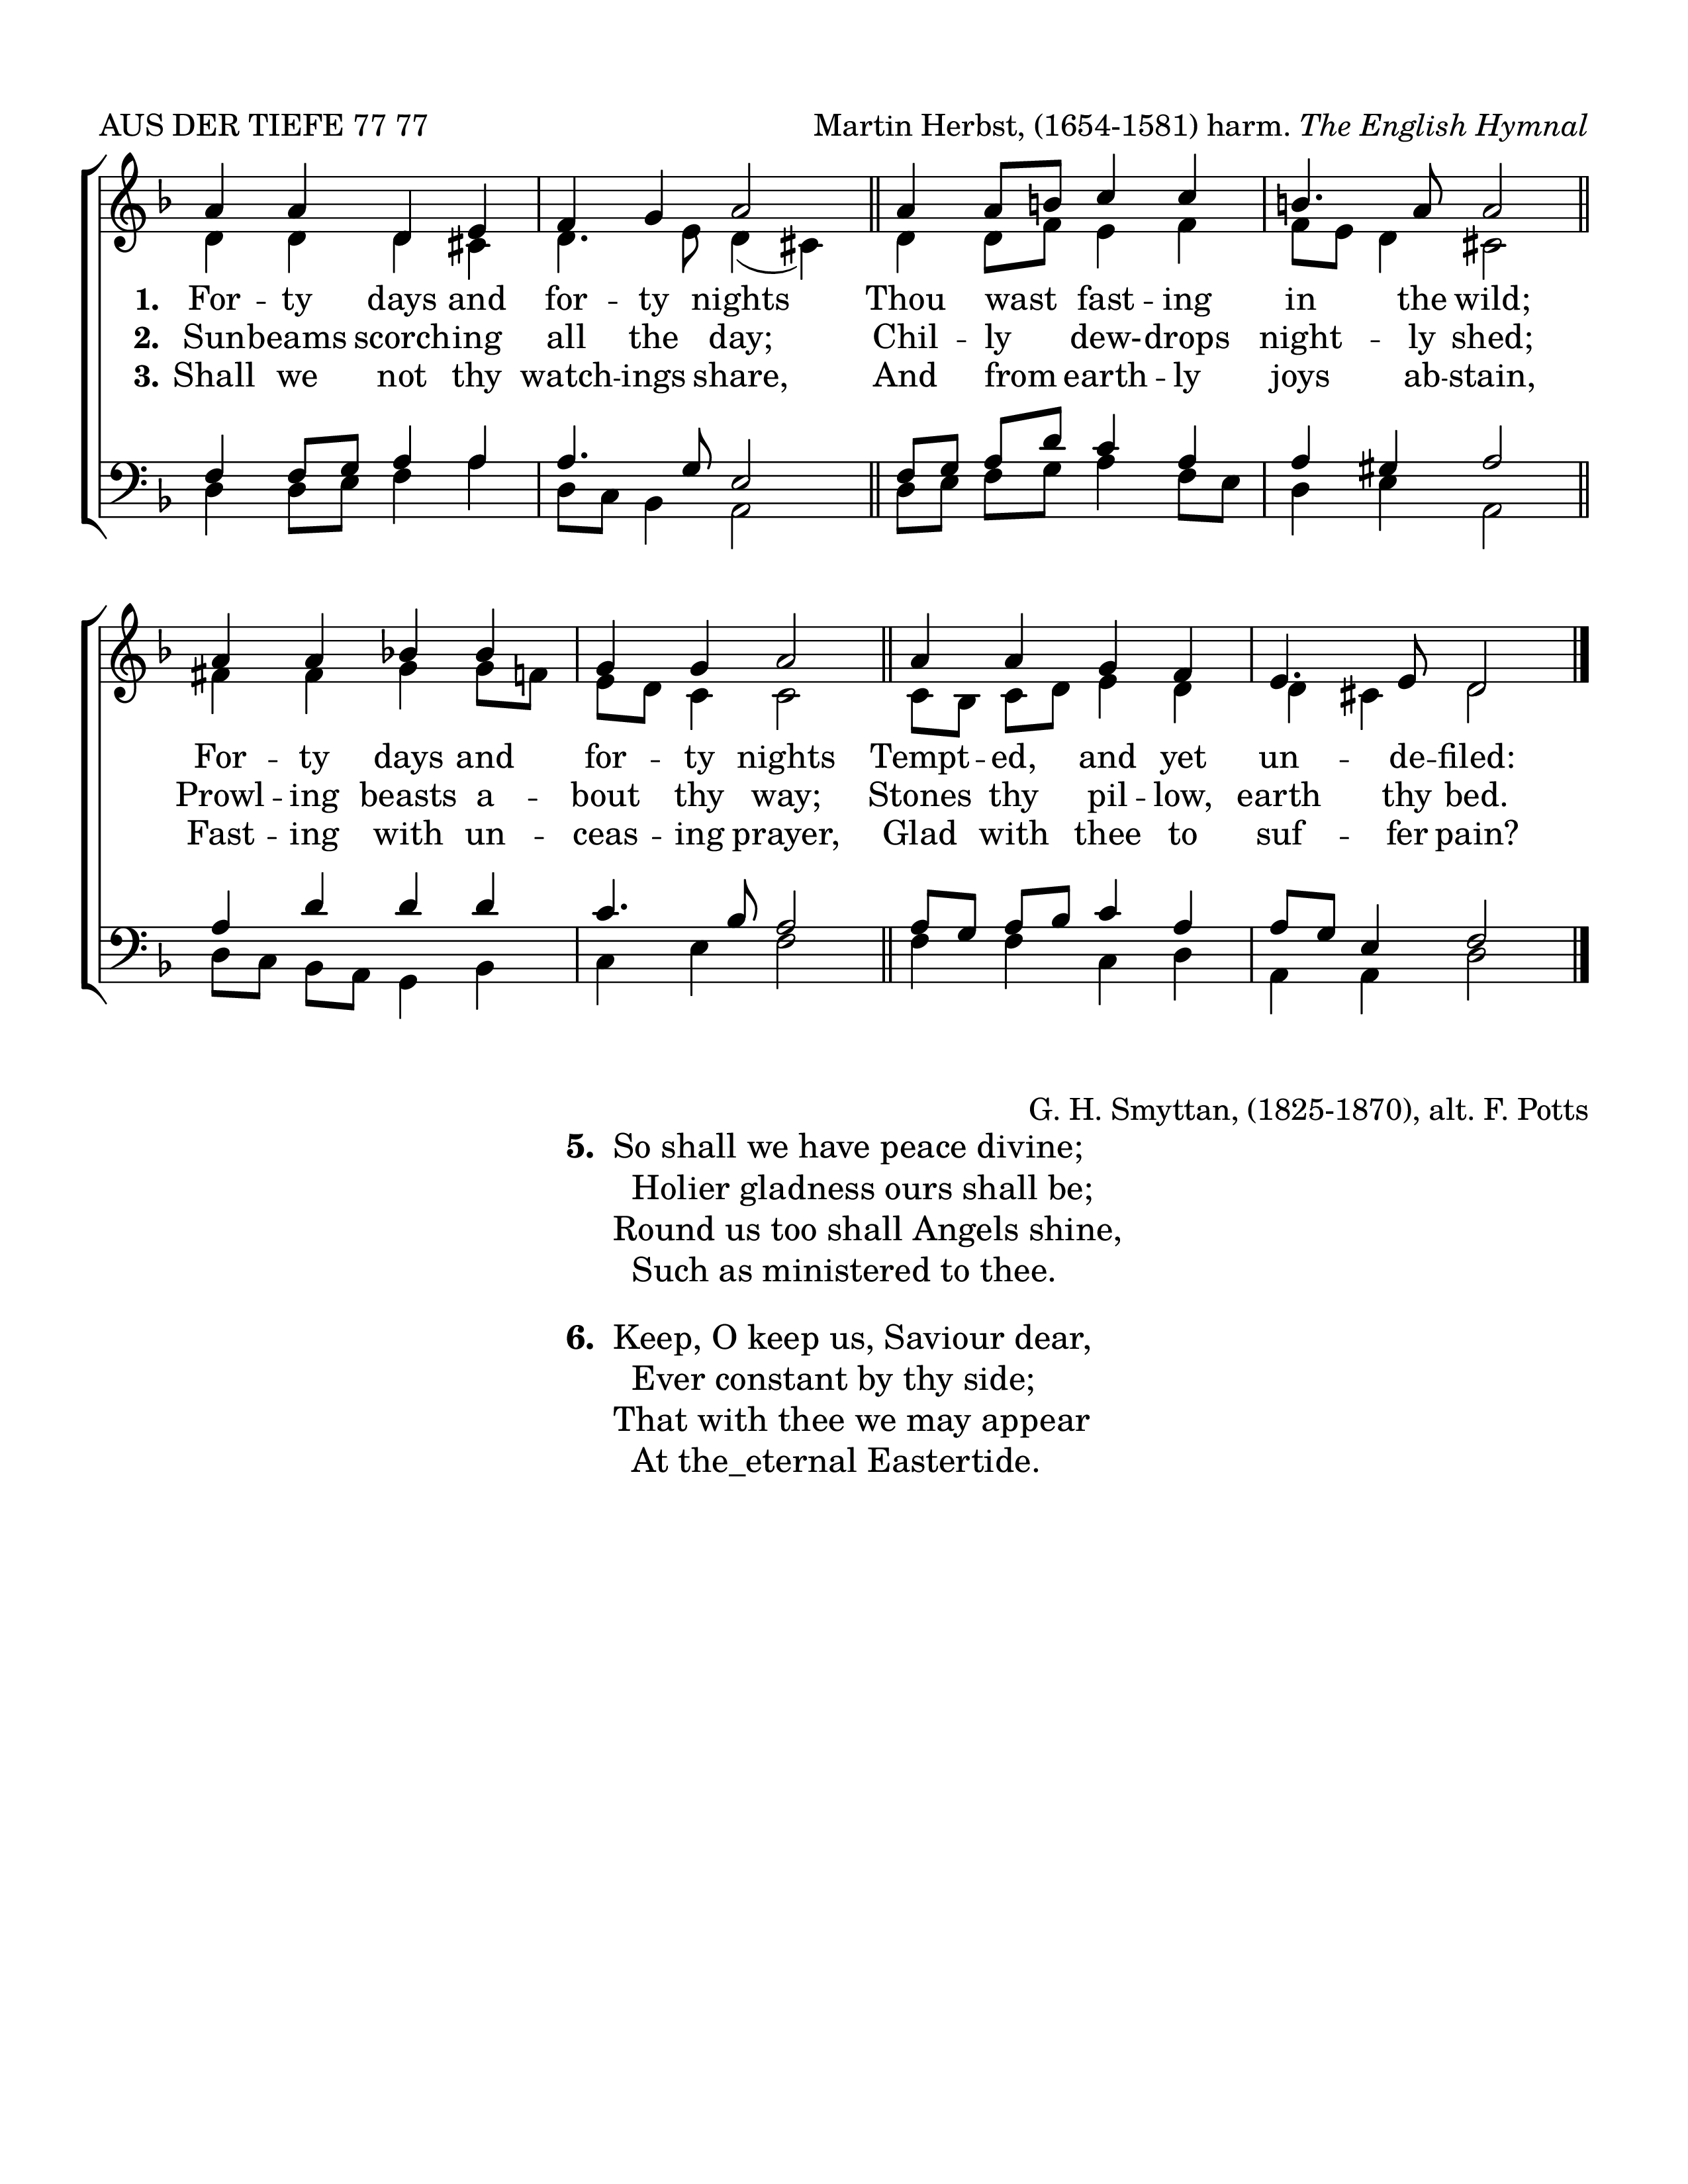 AUS DER TIEFE 77 77
Martin Herbst, (1654-1581) harm. The English Hymnal
1. For -- ty days and for -- ty nights Thou wast fast -- ing in the wild;
2. Sunbeams scorching all the day; Chil -- ly dew-drops night -- ly shed;
3. Shall we not thy watch -- ings share, And from earth -- ly joys ab -- stain,
For -- ty days and for -- ty nights Tempt -- ed, and yet un -- de -- filed:
Prowl -- ing beasts a -- bout thy way; Stones thy pil -- low, earth thy bed.
Fast -- ing with un -- ceas -- ing prayer, Glad with thee to suf -- fer pain?
G. H. Smyttan, (1825-1870), alt. F. Potts
5. So shall we have peace divine;
Holier gladness ours shall be;
Round us too shall Angels shine,
Such as ministered to thee.
6. Keep, O keep us, Saviour dear,
Ever constant by thy side;
That with thee we may appear
At the_eternal Eastertide.